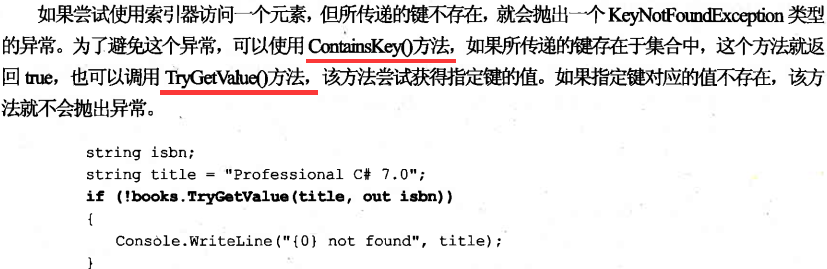 如果尝试使用索引器访问一个元素，但所传递的键不存在，就会抛出一个 KeyNotFoundException 类型
的异常。为了避免这个异常，可以使用 ContainsKey()方法，如果所传递的键存在于集合中，这个方法就返
回 true，也可以调用 TryGetValue()方法，该方法尝试获得指定键的值。如果指定键对应的值不存在，该方
法就不会抛出异常。
string isbn;
string title = "Professional C# 7.0";
if (!books.TryGetValue(title, out isbn))
{
Console.WriteLine("{0} not found", title);
}